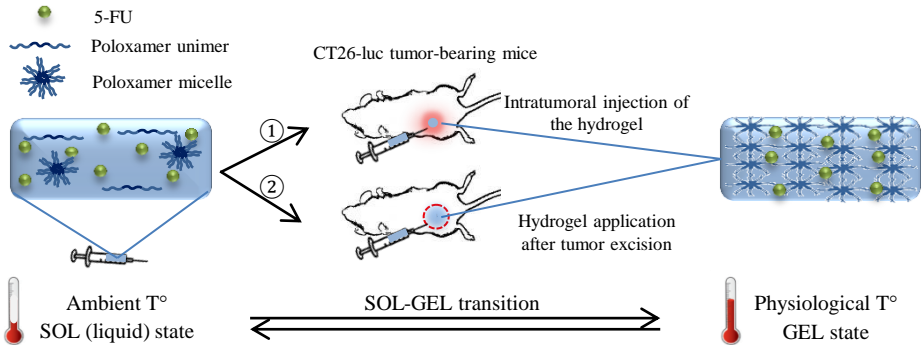 5-FU
Poloxamer unimer
Poloxamer micelle
CT26-luc tumor-bearing mice
①
Intratumoral injection of
the hydrogel
②
Hydrogel application
after tumor excision
Ambient T°
SOL (liquid) state
SOL-GEL transition
Physiological T°
GEL state